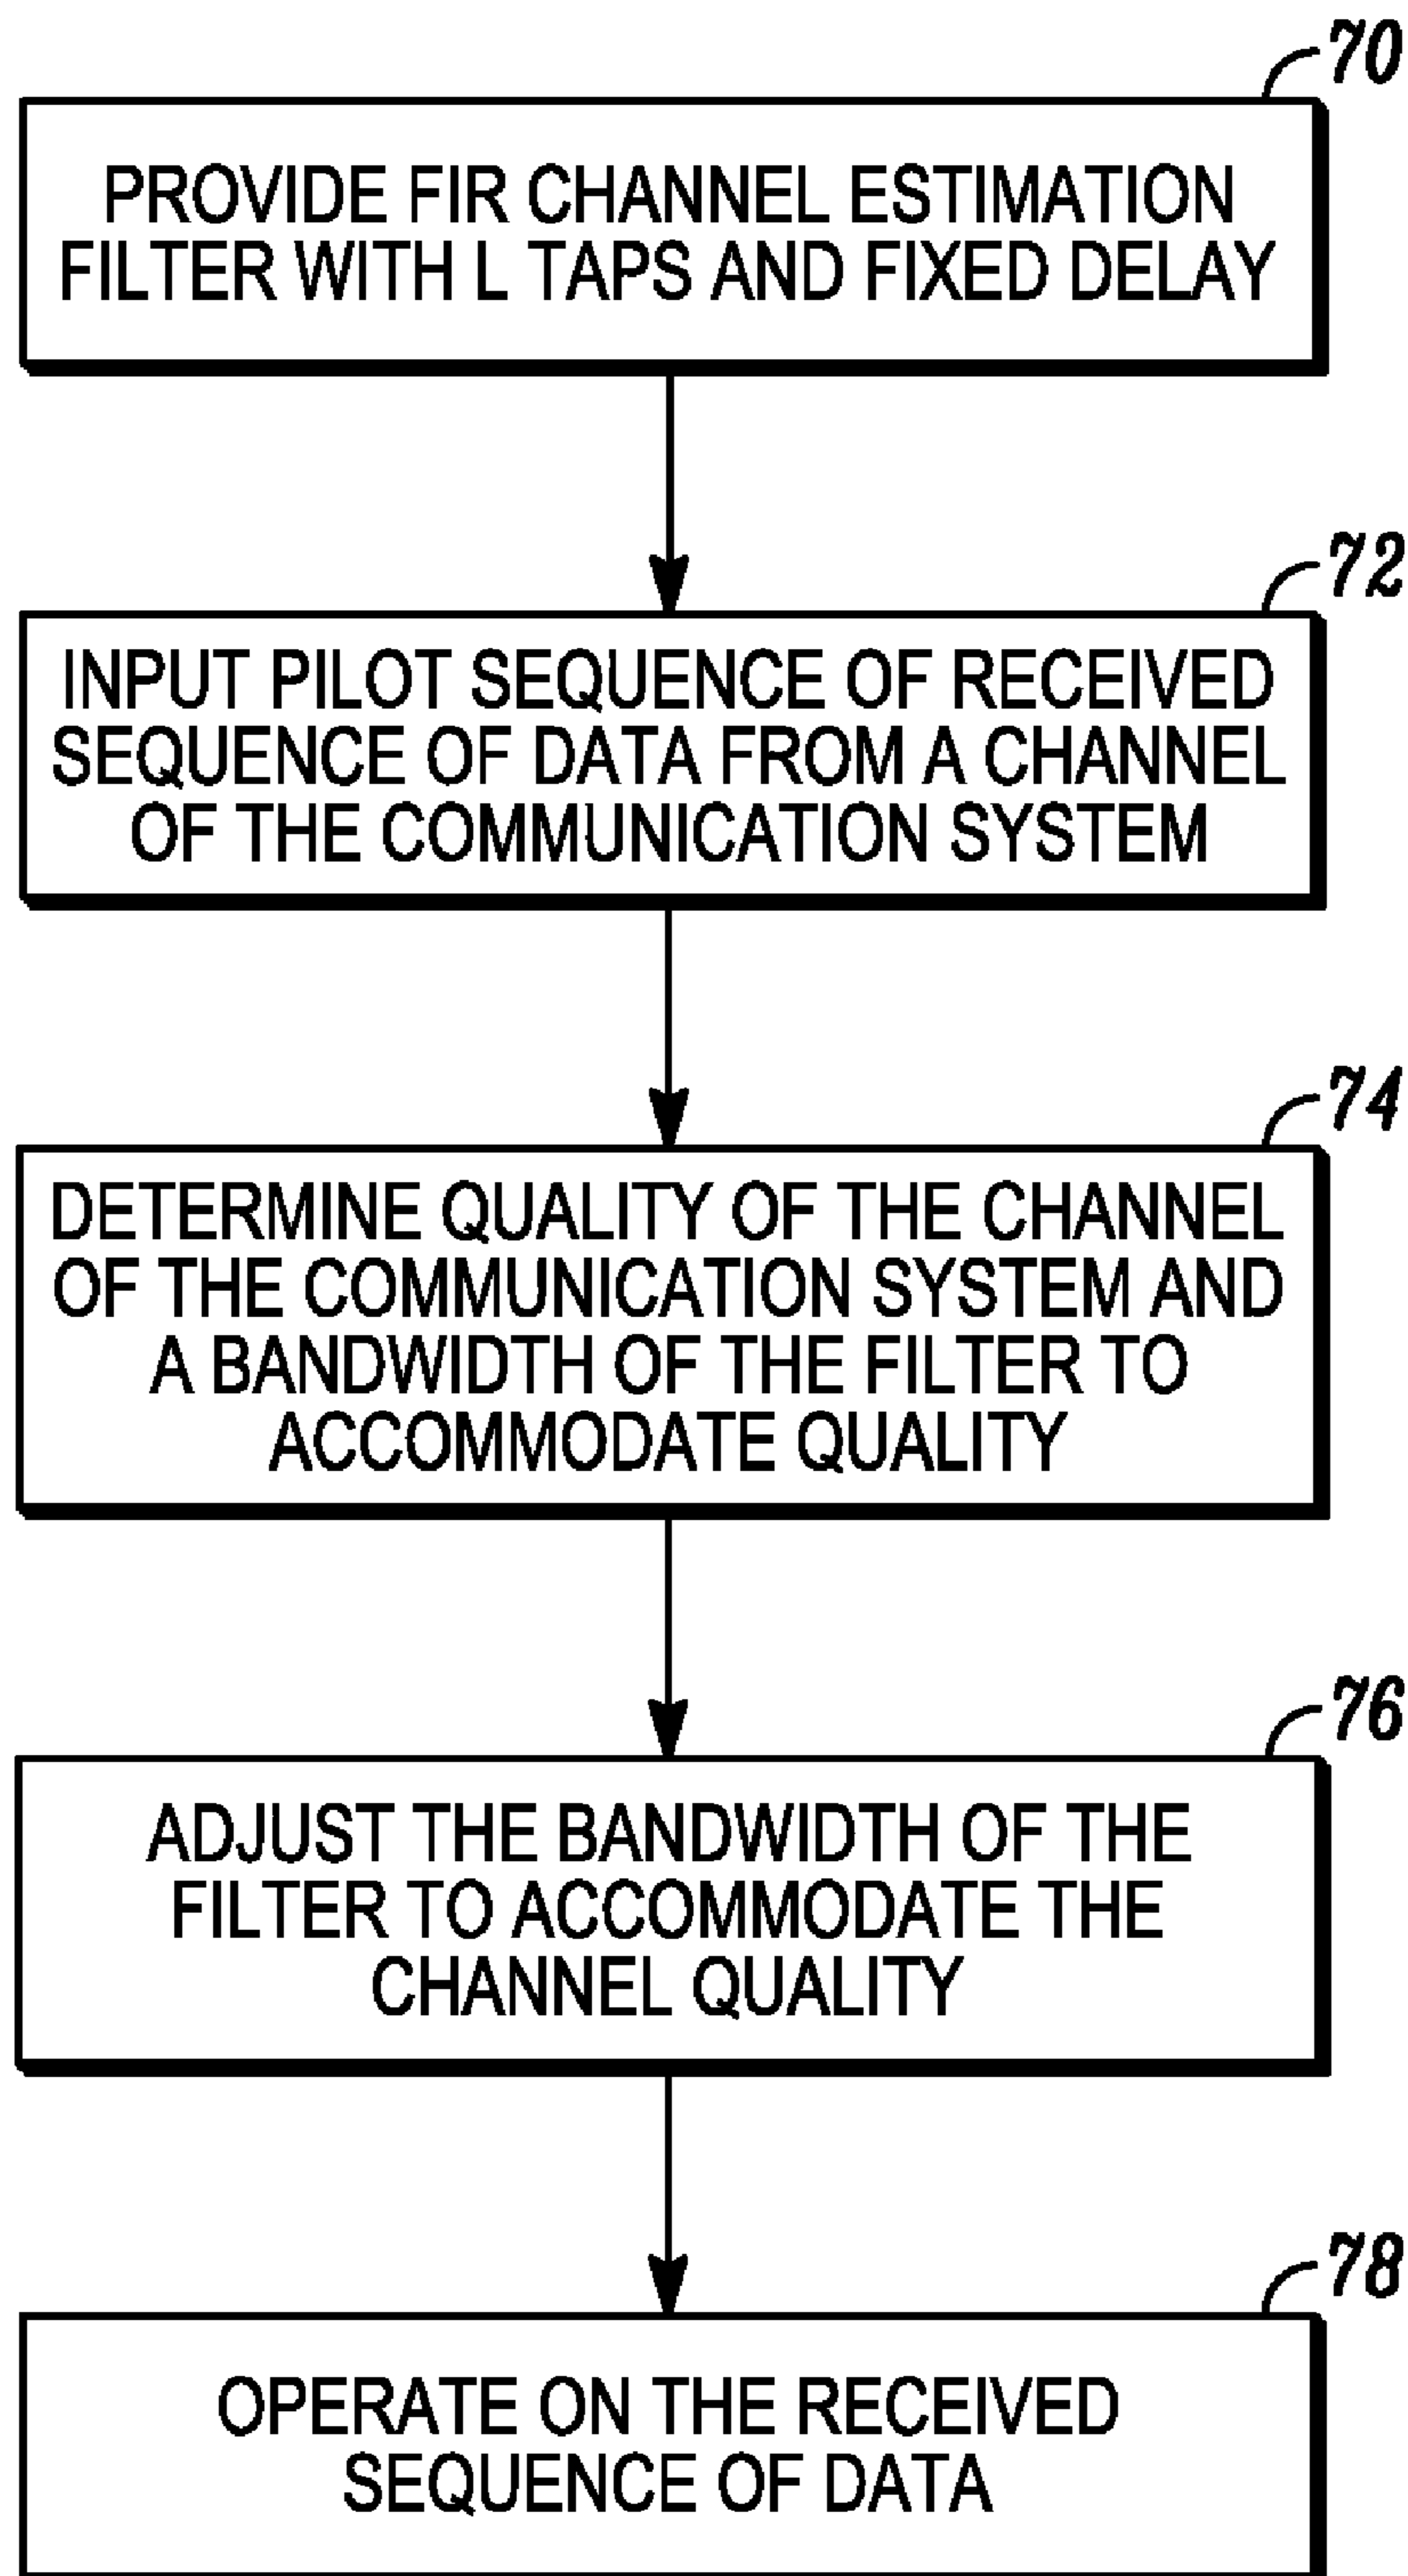 70
PROVIDE FIR CHANNEL ESTIMATION
FILTER WITH L TAPS AND FIXED DELAY
72
INPUT PILOT SEQUENCE OF RECEIVED
SEQUENCE OF DATA FROM A CHANNEL
OF THE COMMUNICATION SYSTEM
74
DETERMINE QUALITY OF THE CHANNEL
OF THE COMMUNICATION SYSTEM AND
A BANDWIDTH OF THE FILTER TO
ACCOMMODATE QUALITY
76
ADJUST THE BANDWIDTH OF THE
FILTER TO ACCOMMODATE THE
CHANNEL QUALITY
78
OPERATE ON THE RECEIVED
SEQUENCE OF DATA